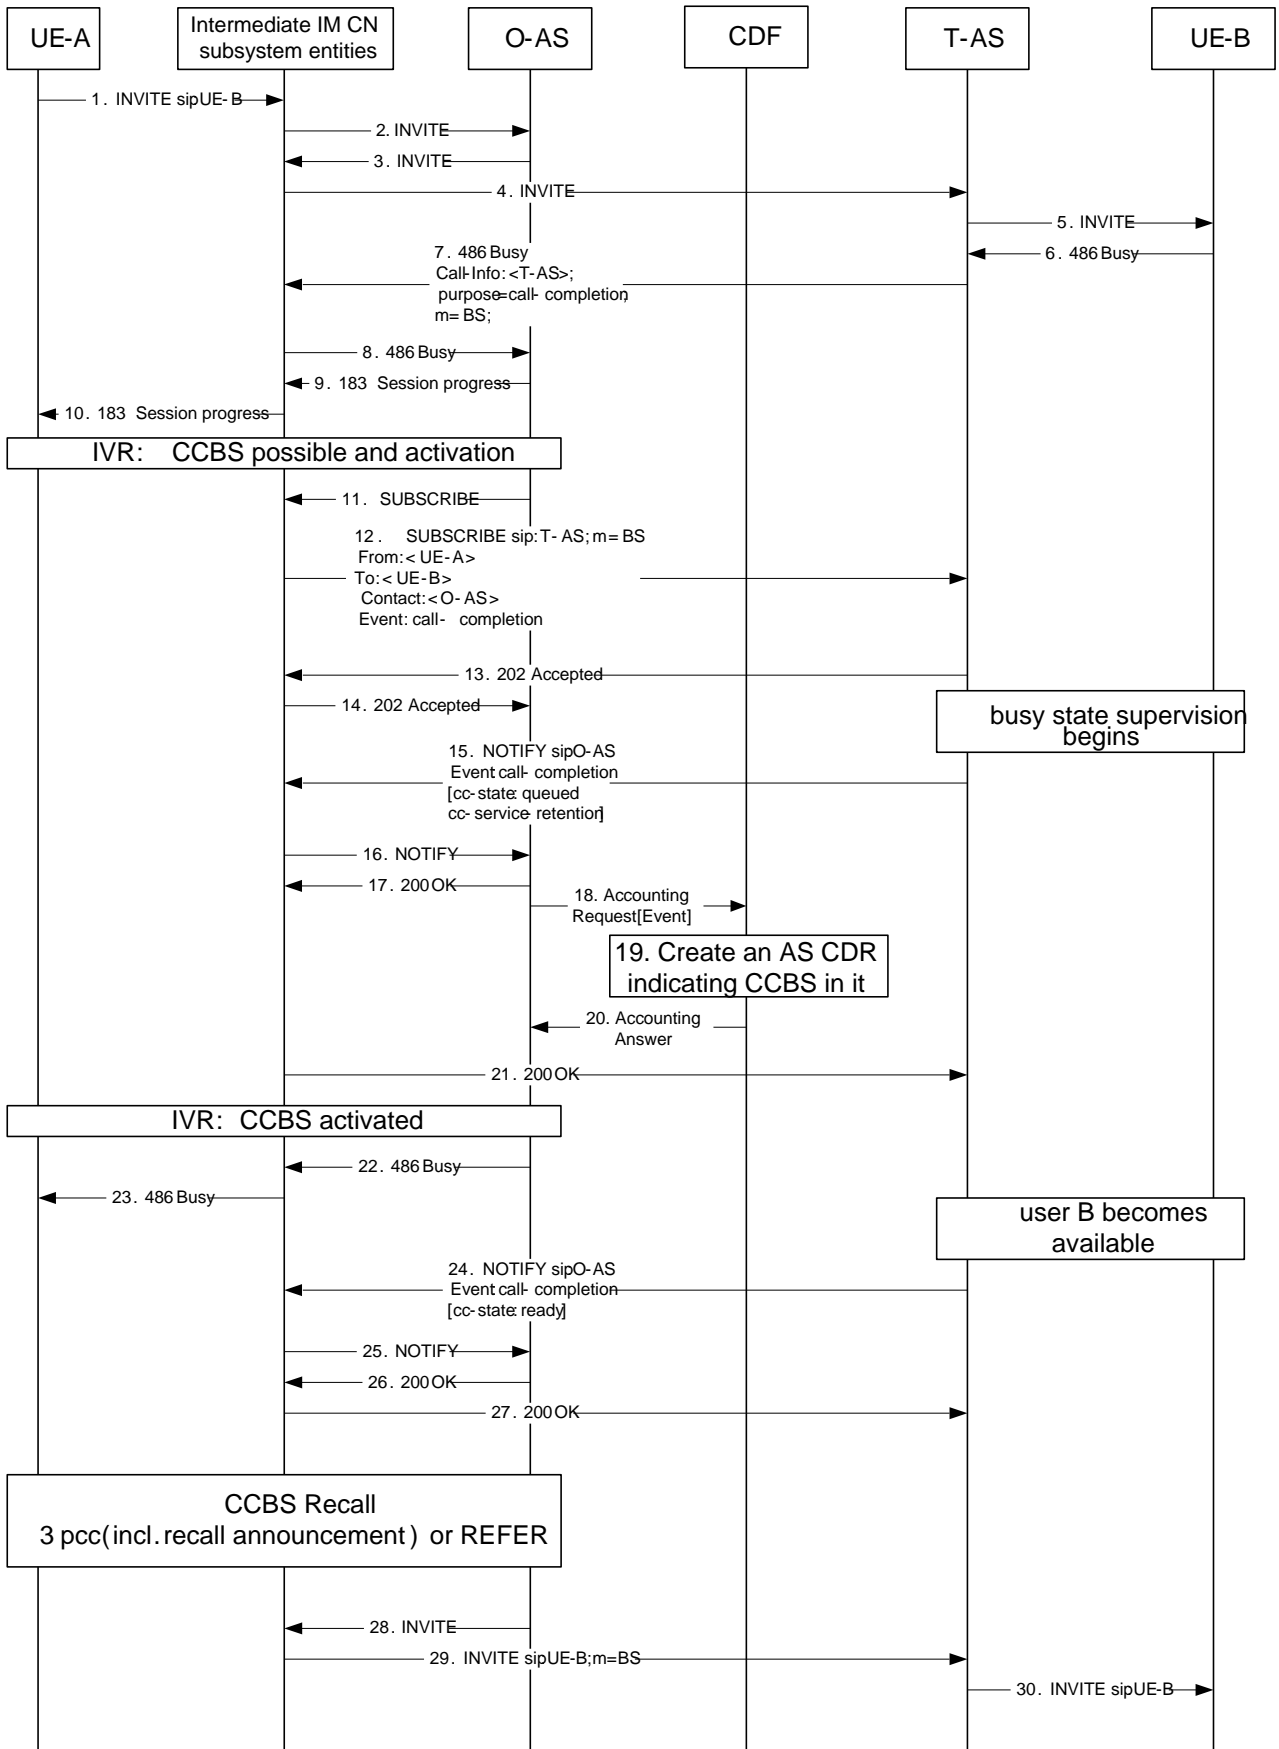 UE-A
Intermediate IM CN
subsystem entities
O-AS
CDF
T-AS
UE-B
1. INVITE sipUE-B
2. INVITE
3. INVITE
4. INVITE
5. INVITE
6. 486 Busy
7. 486 Busy
Call-Info:<T-AS>;
purpose=call-completion;
m=BS;
8. 486 Busy
9. 183 Session progress
10. 183 Session progress
IVR: CCBS possible and activation
11. SUBSCRIBE
12. SUBSCRIBE sip:T-AS;m=BS
From:<UE-A>
To:<UE-B>
Contact:<O-AS>
Event: call- completion
13. 202 Accepted
14. 202 Accepted
busy state supervision
begins
15. NOTIFY sipO-AS
Event call- completion
[cc-state: queued
cc-service-retention]
16. NOTIFY
17. 200 OK
18. Accounting
Request[Event]
19. Create an AS CDR
indicating CCBS in it
20. Accounting
Answer
21. 200 OK
IVR: CCBS activated
22. 486 Busy
23. 486 Busy
user B becomes
available
24. NOTIFY sipO-AS
Event call- completion
[cc-state: ready]
25. NOTIFY
26. 200 OK
27. 200 OK
CCBS Recall
3 pcc(incl.recall announcement) or REFER
28. INVITE
29. INVITE sipUE-B;m=BS
30. INVITE sipUE-B